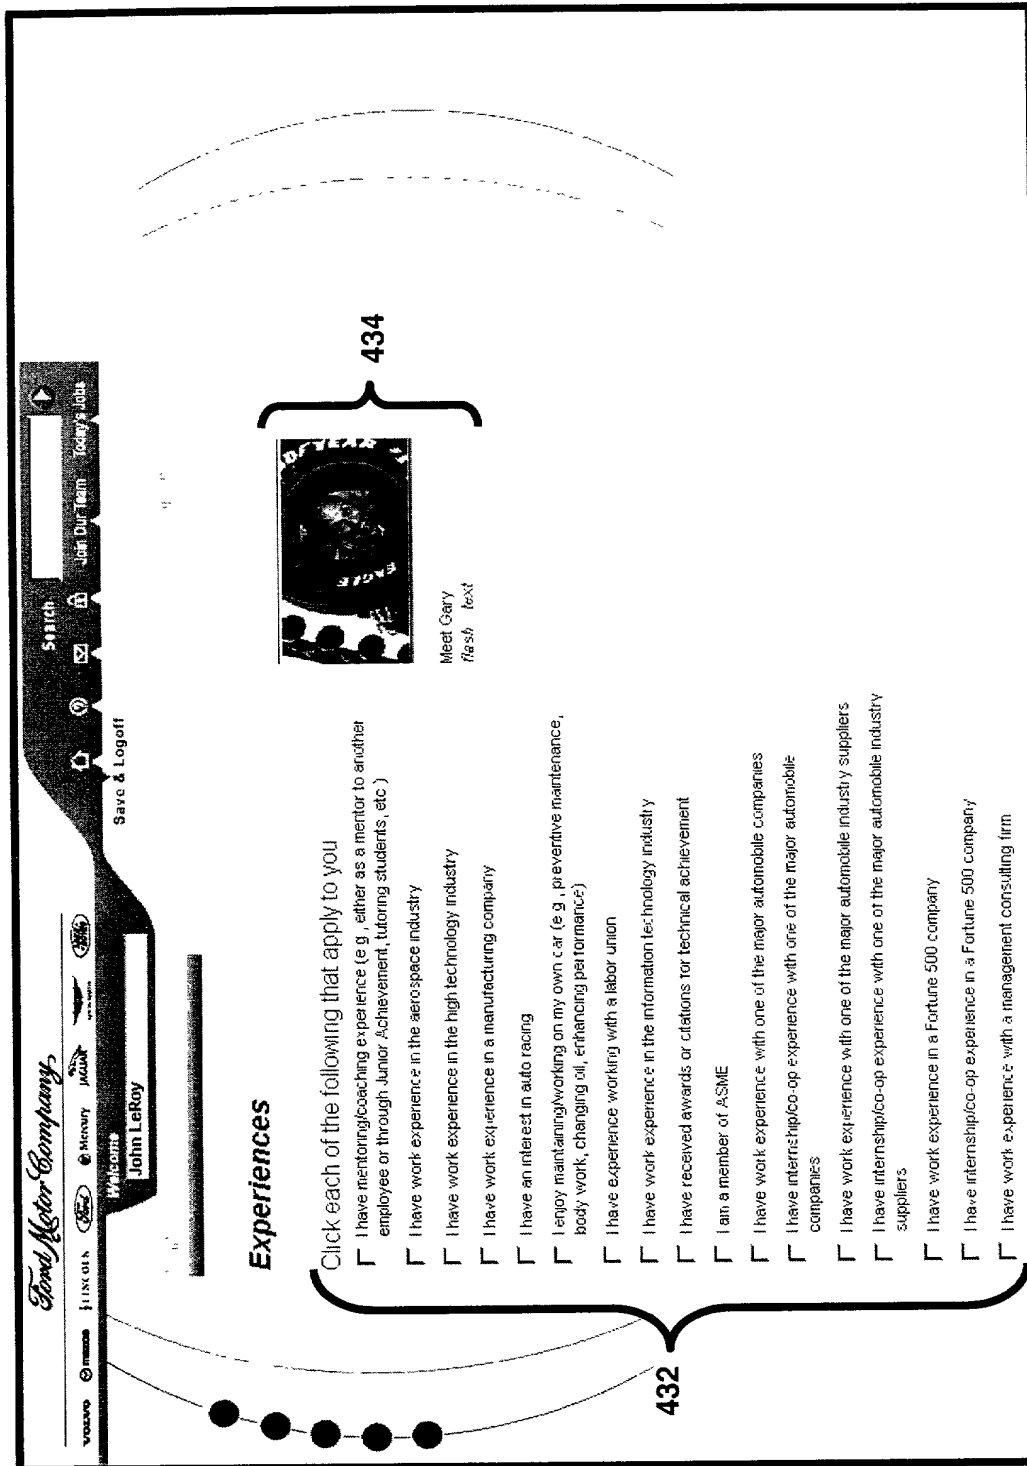 Ford Motor Company
VOLVO mazda LINCOLN Ford Mercury JAGUAR
Search
Join Our Team Today's Jobs
Welcome
John LeRoy
Save & Logoff
Experiences
Click each of the following that apply to you
I have mentoring/coaching experience (e g , either as a mentor to another
employee or through Junior Achievement, tutoring students, etc )
I have work experience in the aerospace industry
I have work experience in the high technology industry
I have work experience in a manufacturing company
I have an interest in auto racing
I enjoy maintaining/working on my own car (e g , preventive maintenance,
body work, changing oil, enhancing performance)
I have experience working with a labor union
I have work experience in the information technology industry
I have received awards or citations for technical achievement
I am a member of ASME
I have work experience with one of the major automobile companies
I have internship/co-op experience with one of the major automobile
companies
I have work experience with one of the major automobile industry suppliers
I have internship/co-op experience with one of the major automobile industry
suppliers
I have work experience in a Fortune 500 company
I have internship/co-op experience in a Fortune 500 company
I have work experience with a management consulting firm
432
EAGLE
Meet Gary
flash text
434